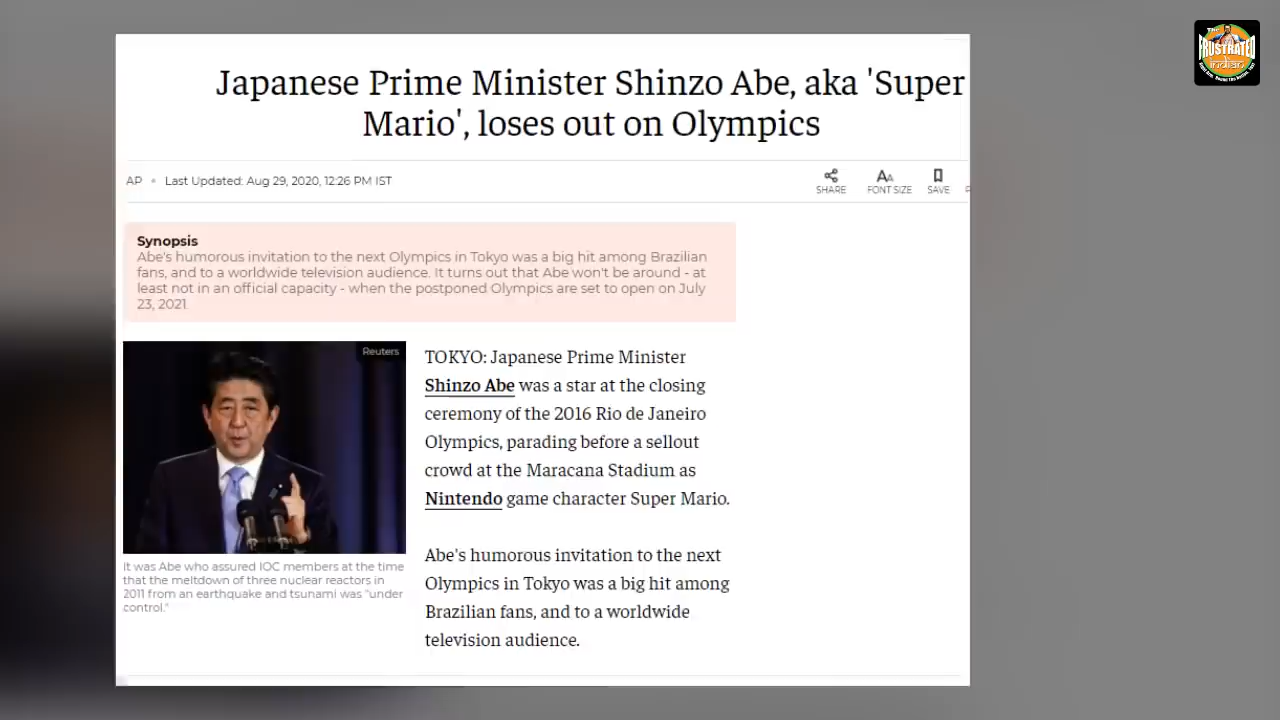 Japanese Prime Minister Shinzo Abe, aka 'Super
Mario', loses out on Olympics
AP • Last Updated: Aug 29, 2020, 12:26 PM IST
SHARE
FONT SIZE
SAVE
Synopsis
Abe's humorous invitation to the next Olympics in Tokyo was a big hit among Brazilian
fans, and to a worldwide television audience. It turns out that Abe won't be around - at
least not in an official capacity - when the postponed Olympics are set to open on July
23, 2021.
Reuters
It was Abe who assured IOC members at the time
that the meltdown of three nuclear reactors in
2011 from an earthquake and tsunami was "under
control."
TOKYO: Japanese Prime Minister
Shinzo Abe was a star at the closing
ceremony of the 2016 Rio de Janeiro
Olympics, parading before a sellout
crowd at the Maracana Stadium as
Nintendo game character Super Mario.
Abe's humorous invitation to the next
Olympics in Tokyo was a big hit among
Brazilian fans, and to a worldwide
television audience.
The
FRUSTRATED
indian